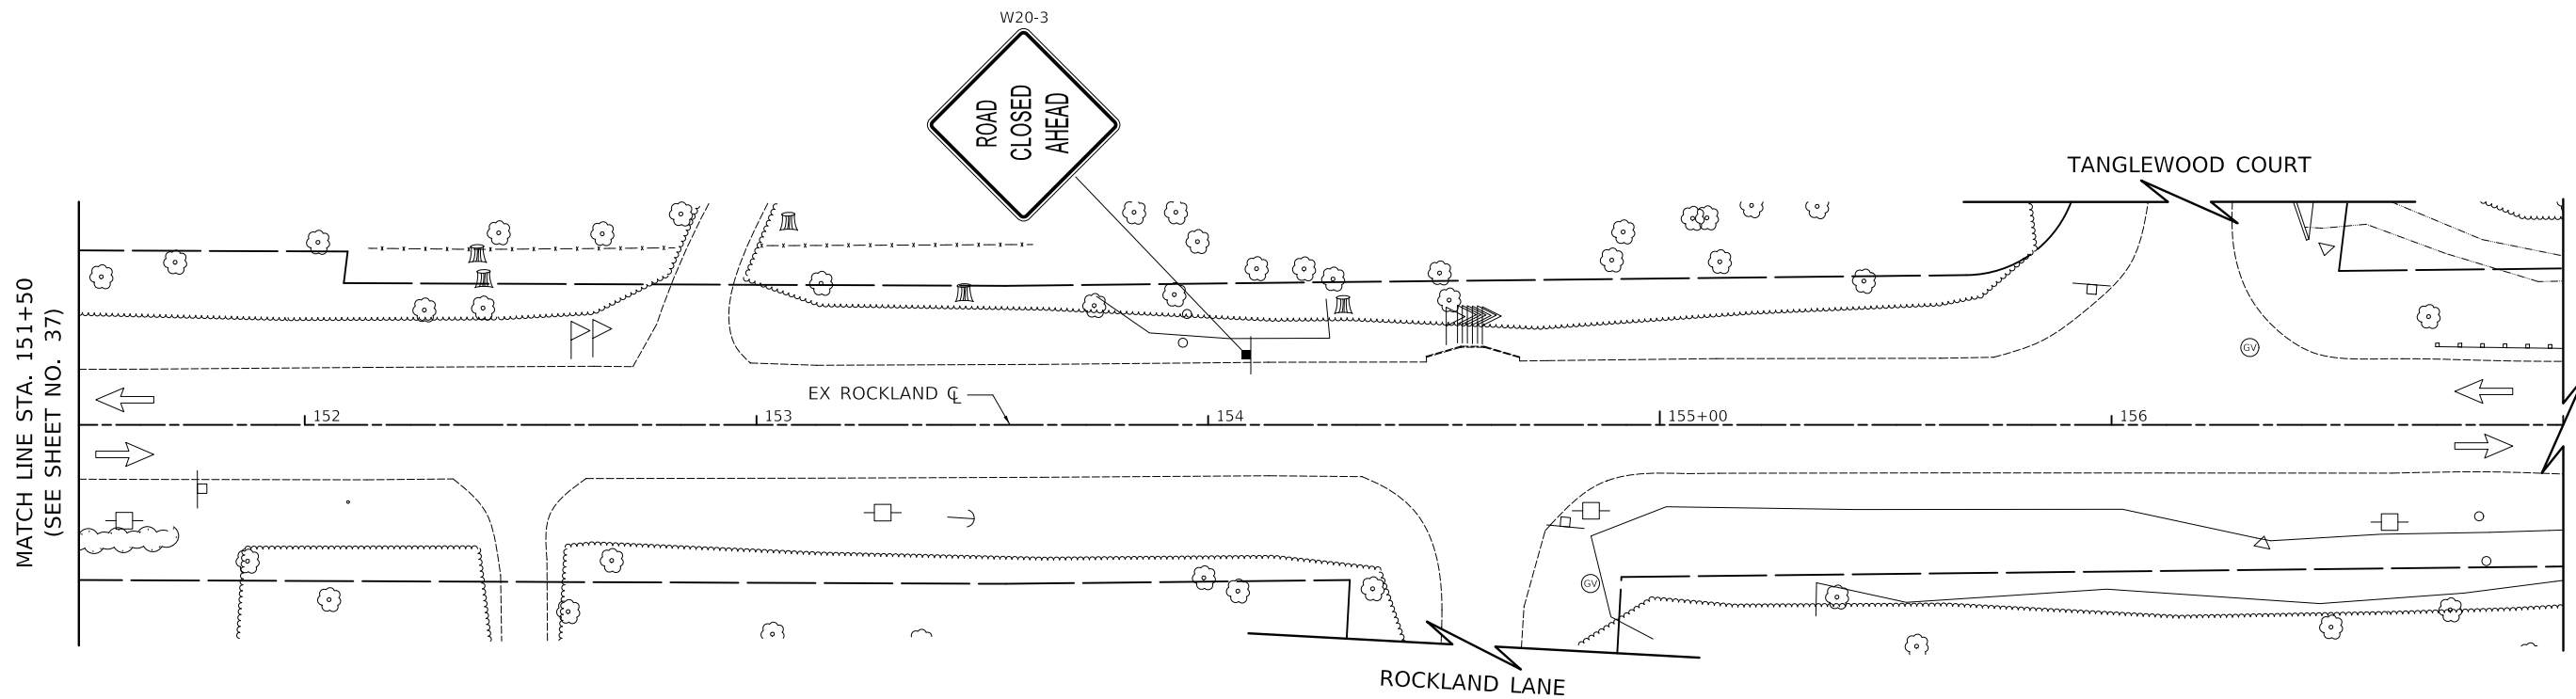 W20-3
ROAD
CLOSED
AHEAD
TANGLEWOOD COURT
MATCH LINE STA. 151+50
(SEE SHEET NO. 37)
GV
EX ROCKLAND ℄
152
153
154
155+00
156
GV
ROCKLAND LANE